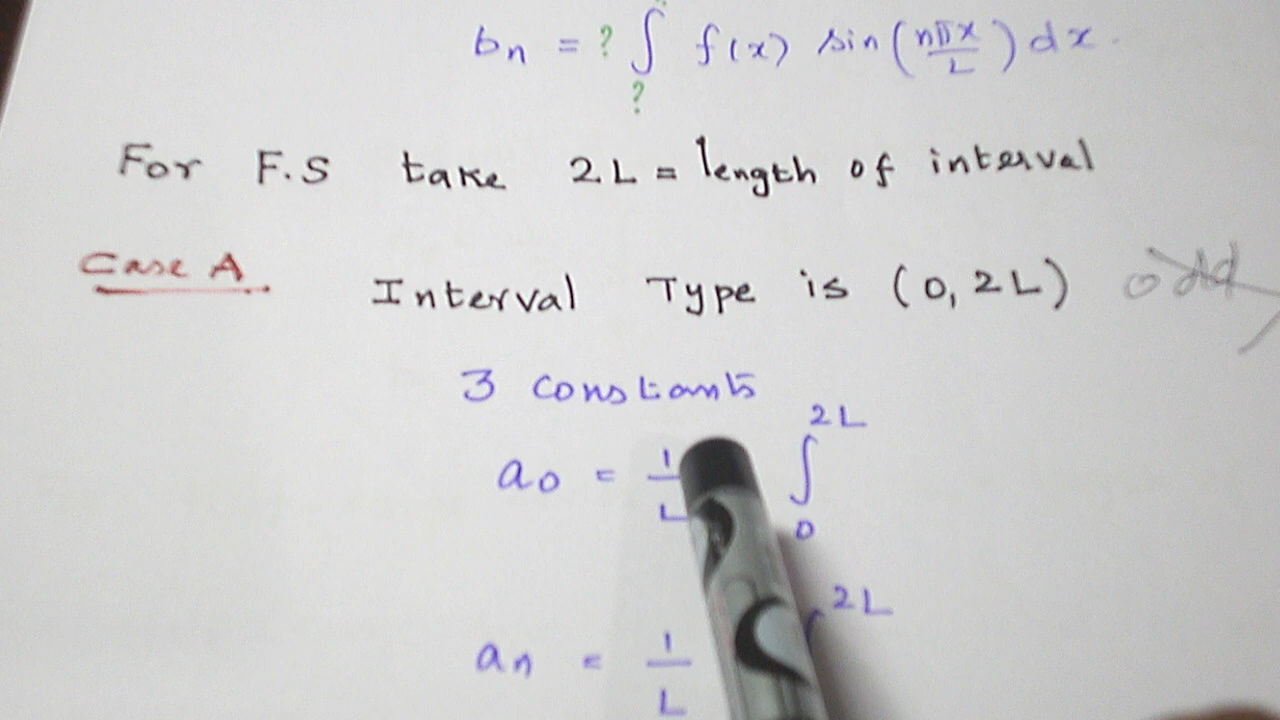 bn = ? ∫ f(x) sin(nπx/L) dx.
?
For F.S take 2L = length of interval
Case A Interval Type is (0, 2L) odd
3 constants
a0 = 1/L ∫ 2L 0
an = 1/L 2L